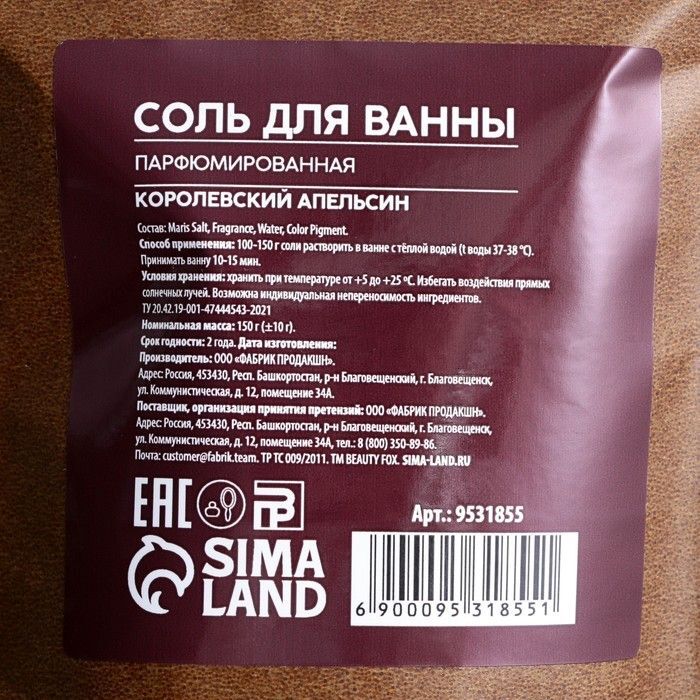 СОЛЬ ДЛЯ ВАННЫ
ПАРФЮМИРОВАННАЯ
КОРОЛЕВСКИЙ АПЕЛЬСИН
Состав: Maris Salt, Fragrance, Water, Color Pigment.
Способ применения: 100-150 г соли растворить в ванне с тёплой водой (t воды 37-38 °C).
Принимать ванну 10-15 мин.
Условия хранения: хранить при температуре от +5 до +25 ºС. Избегать воздействия прямых
солнечных лучей. Возможна индивидуальная непереносимость ингредиентов.
ТУ 20.42.19-001-47444543-2021
Номинальная масса: 150 г (±10 г).
Срок годности: 2 года. Дата изготовления:
Производитель: ООО «ФАБРИК ПРОДАКШН».
Адрес: Россия, 453430, Респ. Башкортостан, р-н Благовещенский, г. Благовещенск,
ул. Коммунистическая, д. 12, помещение 34А.
Поставщик, организация принятия претензий: ООО «ФАБРИК ПРОДАКШН».
Адрес: Россия, 453430, Респ. Башкортостан, р-н Благовещенский, г. Благовещенск,
ул. Коммунистическая, д. 12, помещение 34А, тел.: 8 (800) 350-89-86.
Почта: customer@fabrik.team. ТР ТС 009/2011. TM BEAUTY FOX. SIMA-LAND.RU
EAC
Арт.: 9531855
SIMA
LAND
6 900095 318551